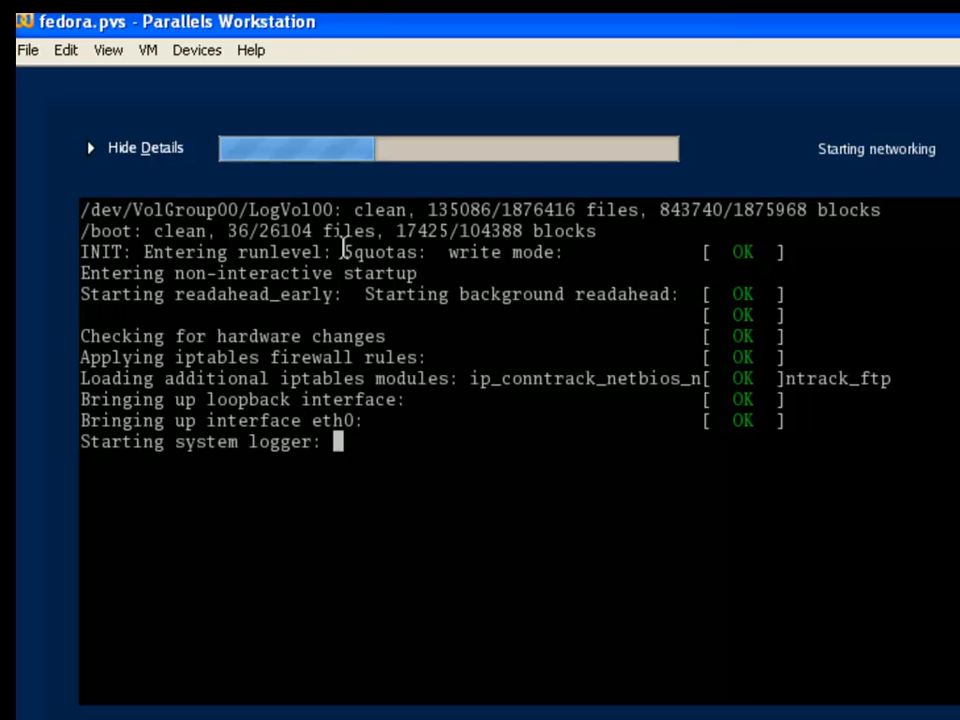 fedora.pvs - Parallels Workstation
File Edit View VM Devices Help
Hide Details Starting networking
/dev/VolGroup00/LogVol00: clean, 135086/1876416 files, 843740/1875968 blocks
/boot: clean, 36/26104 files, 17425/104388 blocks
INIT: Entering runlevel: 5quotas: write mode: [ OK ]
Entering non-interactive startup
Starting readahead_early: Starting background readahead: [ OK ]
[ OK ]
Checking for hardware changes [ OK ]
Applying iptables firewall rules: [ OK ]
Loading additional iptables modules: ip_conntrack_netbios_n[ OK ]ntrack_ftp
Bringing up loopback interface: [ OK ]
Bringing up interface eth0: [ OK ]
Starting system logger: